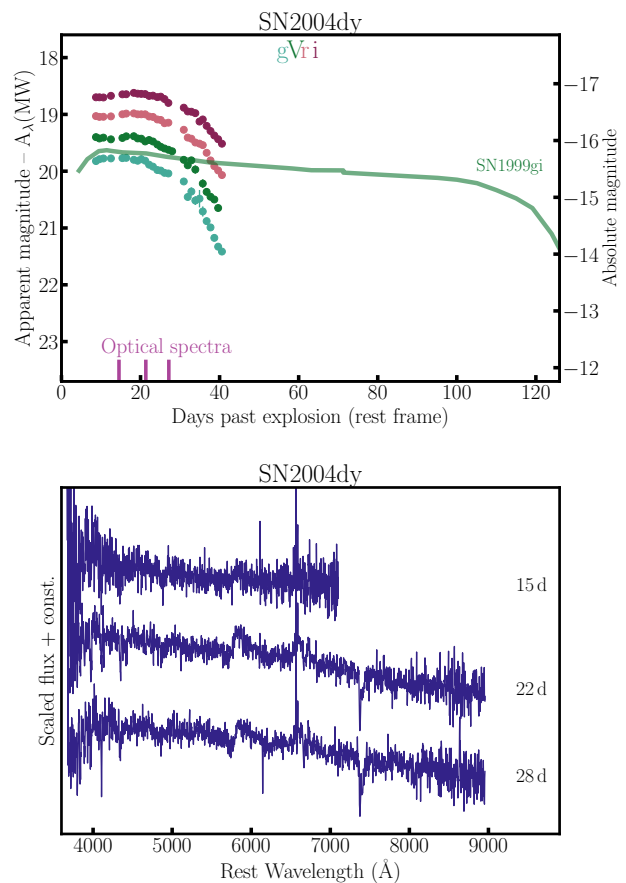 SN2004dy
gVri
Apparent magnitude – A_λ(MW)
18
19
20
21
22
23
−17
−16
−15
−14
−13
−12
Absolute magnitude
SN1999gi
Optical spectra
0 20 40 60 80 100 120
Days past explosion (rest frame)
SN2004dy
Scaled flux + const.
15 d
22 d
28 d
4000 5000 6000 7000 8000 9000
Rest Wavelength (Å)